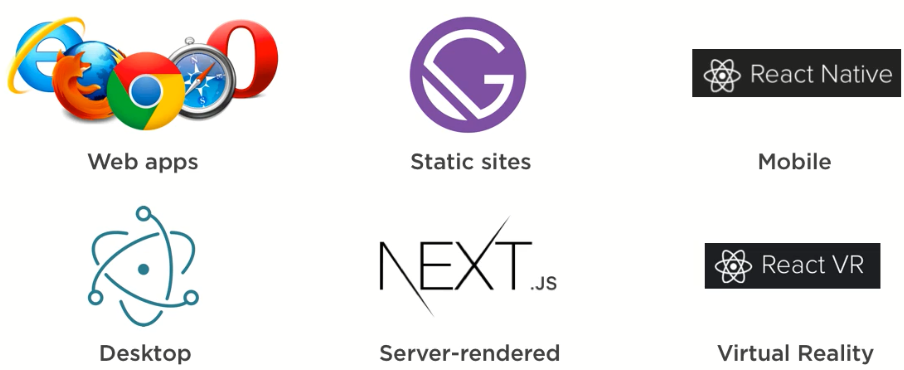 React Native
Web apps
Static sites
Mobile
NEXT.JS
React VR
Desktop
Server-rendered
Virtual Reality